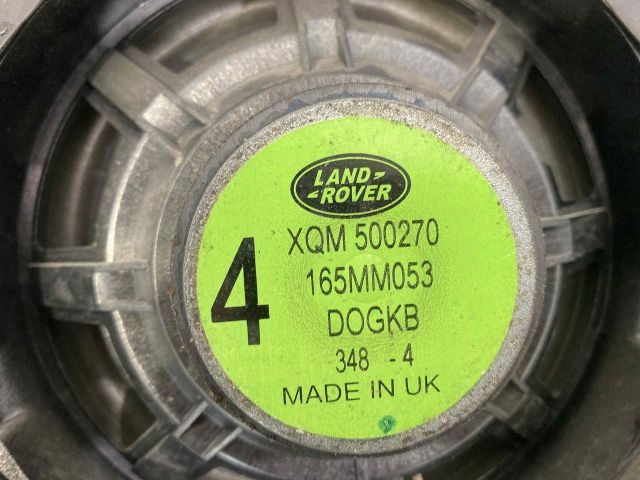 LAND-
-ROVER
XQM 500270
4
165MM053
DOGKB
348 - 4
MADE IN UK